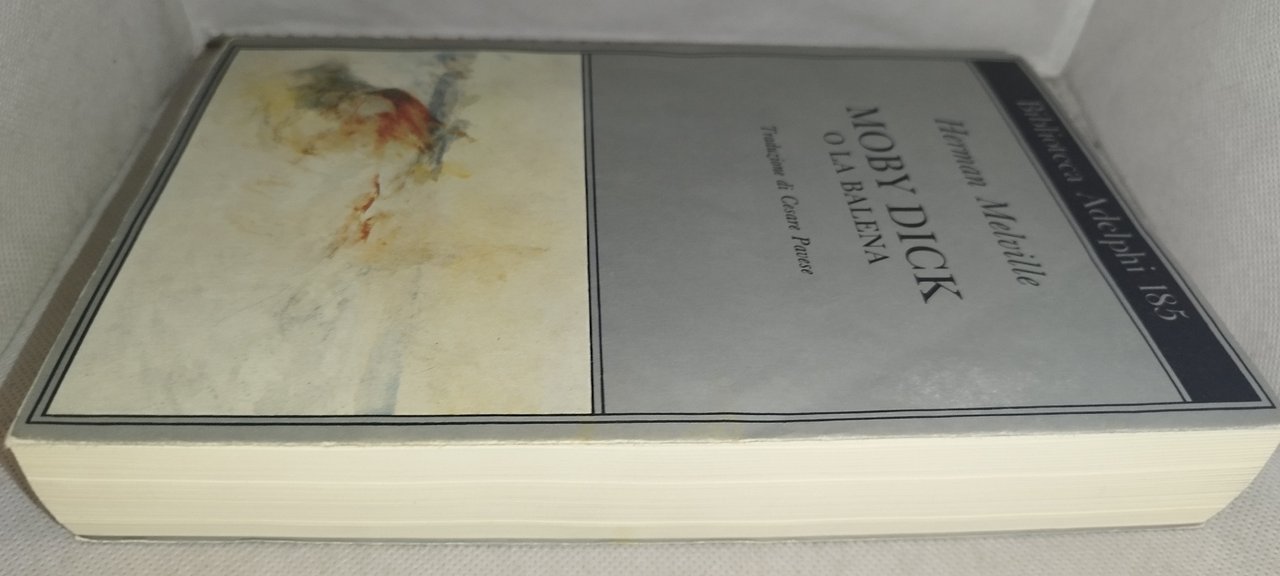 Biblioteca Adelphi 185
Herman Melville
MOBY DICK
O LA BALENA
Traduzione di Cesare Pavese